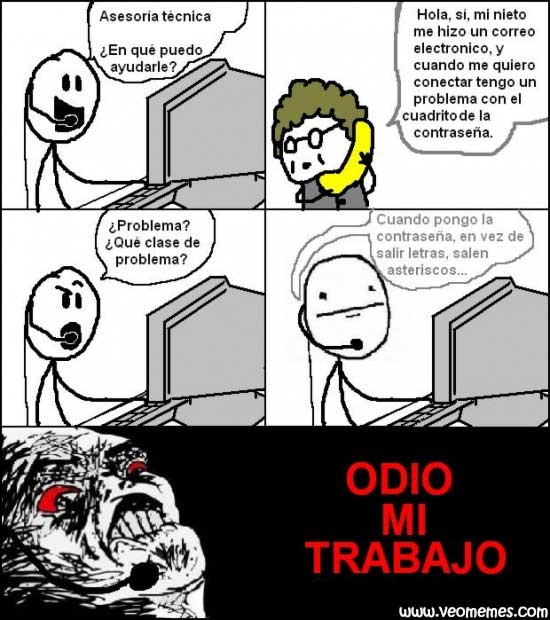 Asesoría técnica
¿En qué puedo
ayudarle?
Hola, sí, mi nieto
me hizo un correo
electronico, y
cuando me quiero
conectar tengo un
problema con el
cuadrito de la
contraseña.
¿Problema?
¿Qué clase de
problema?
Cuando pongo la
contraseña, en vez de
salir letras, salen
asteriscos...
ODIO
MI
TRABAJO
www.veomemes.com